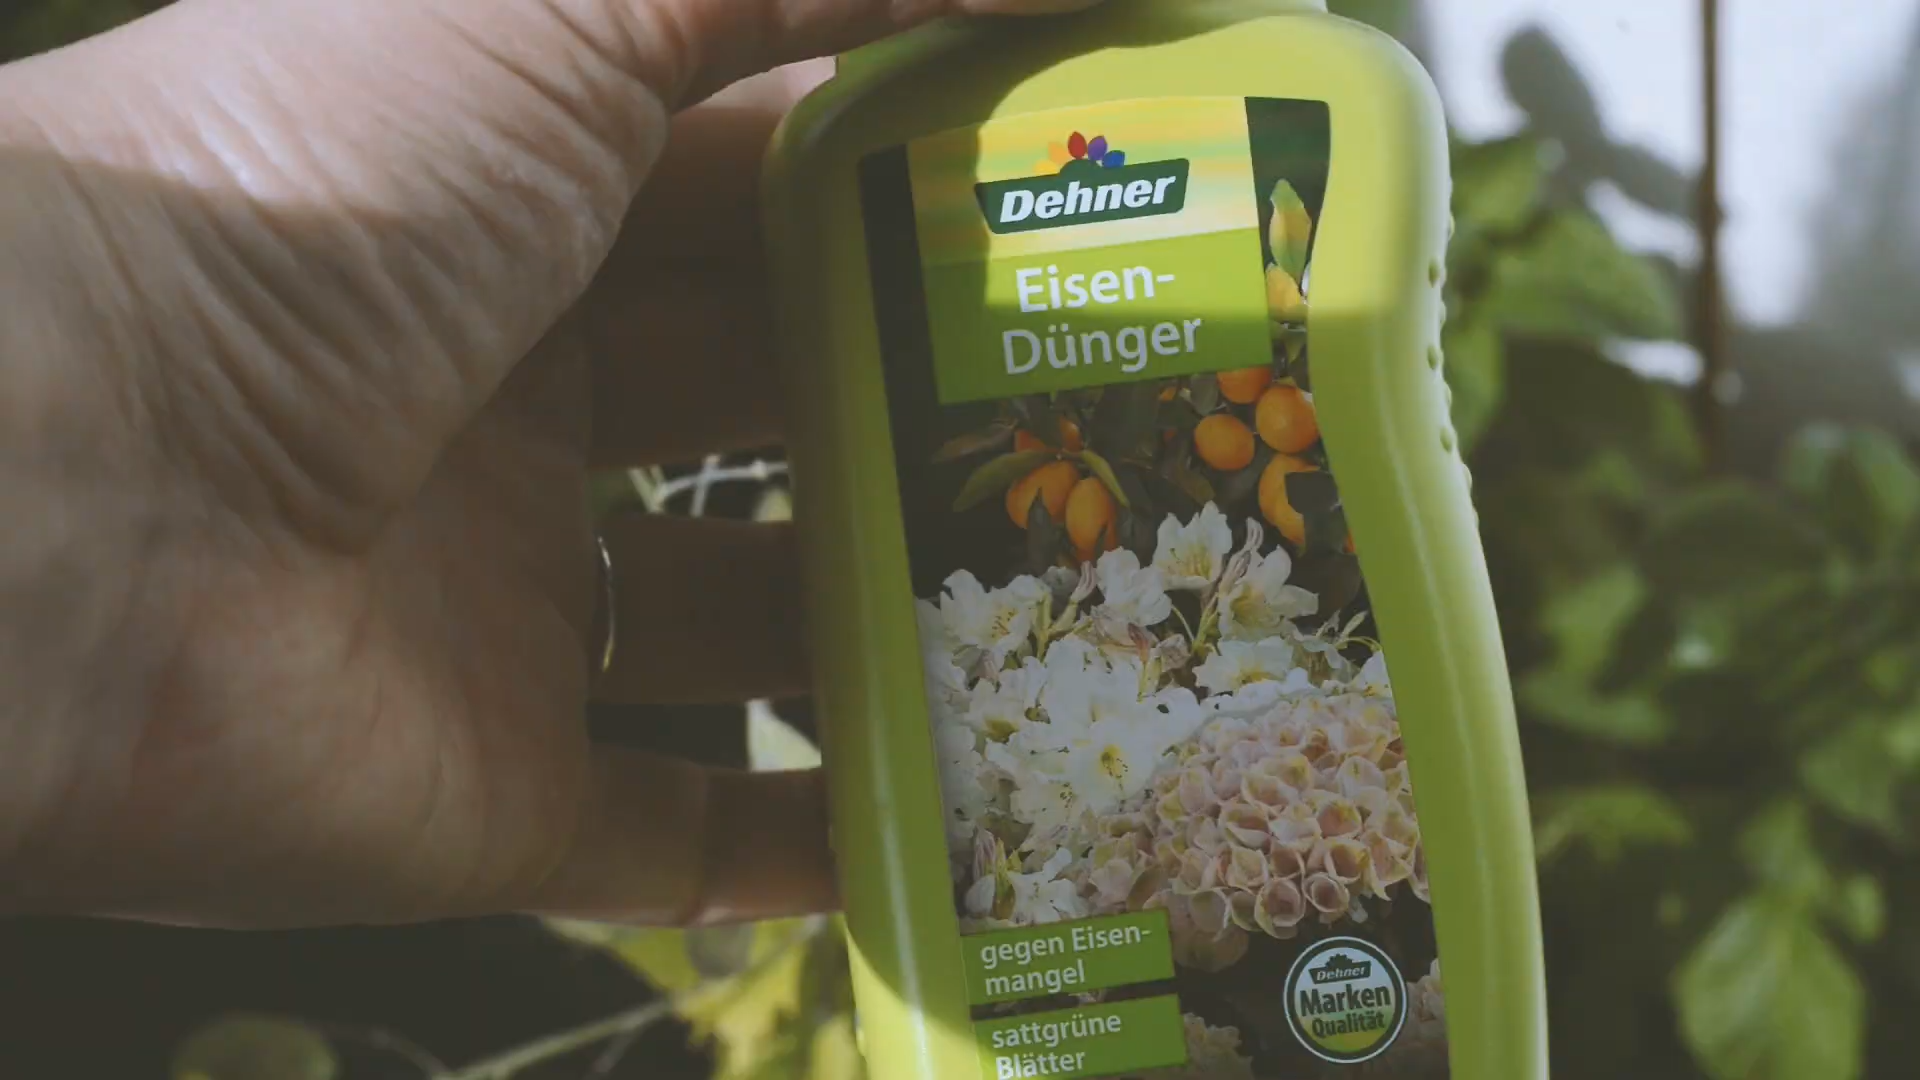 Dehner
Eisen-
Dünger
gegen Eisen-
mangel
sattgrüne
Blätter
Dehner
Marken
Qualität